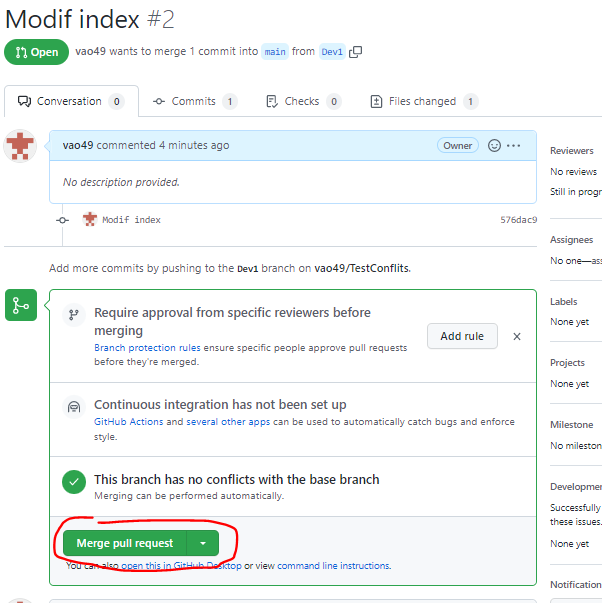 Modif index #2
Open vao49 wants to merge 1 commit into main from Dev1
Conversation 0 Commits 1 Checks 0 Files changed 1
vao49 commented 4 minutes ago Owner
No description provided.
Modif index 576dac9
Add more commits by pushing to the Dev1 branch on vao49/TestConflits.
Require approval from specific reviewers before
merging
Branch protection rules ensure specific people approve pull requests
before they're merged.
Add rule
Continuous integration has not been set up
GitHub Actions and several other apps can be used to automatically catch bugs and enforce
style.
This branch has no conflicts with the base branch
Merging can be performed automatically.
Merge pull request
You can also open this in GitHub Desktop or view command line instructions.
Reviewers
No reviews
Still in progr
Assignees
No one—ass
Labels
None yet
Projects
None yet
Milestone
No mileston
Developmen
Successfully
these issues.
None yet
Notification